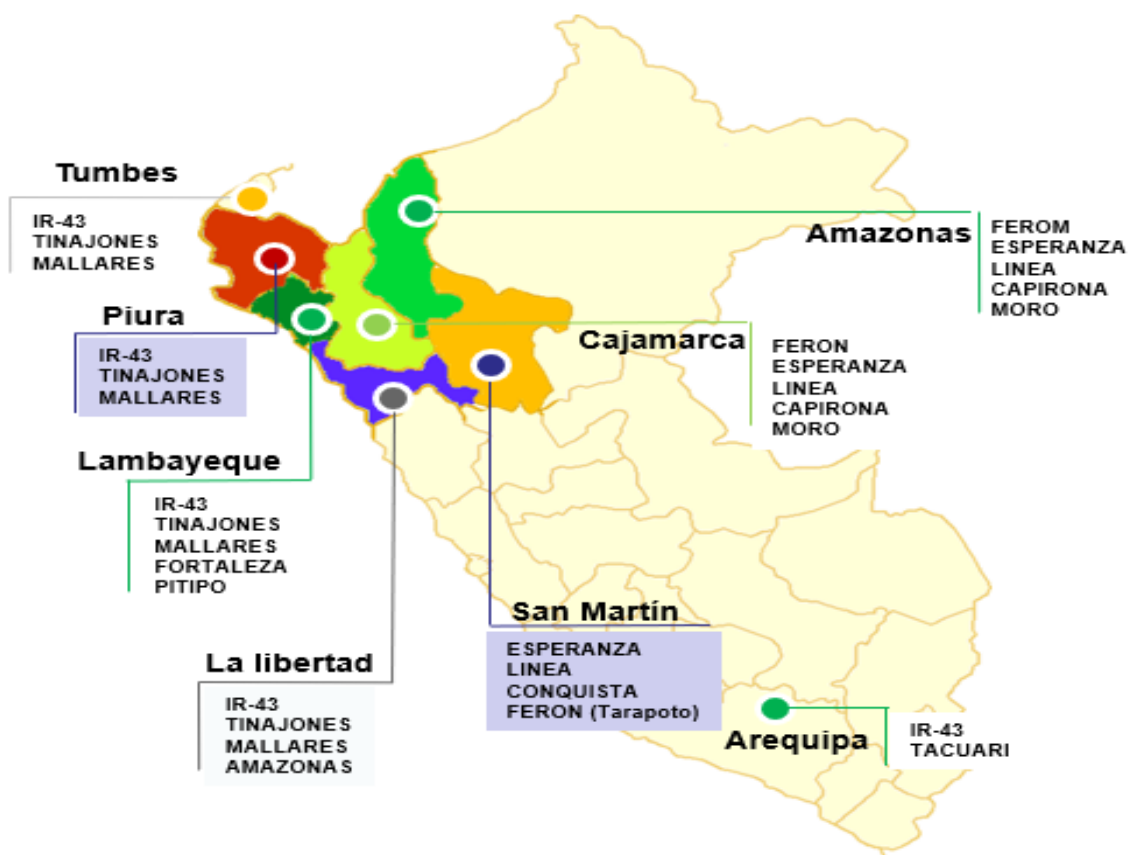 Tumbes
IR-43
TINAJONES
MALLARES
Piura
IR-43
TINAJONES
MALLARES
Lambayeque
IR-43
TINAJONES
MALLARES
FORTALEZA
PITIPO
La libertad
IR-43
TINAJONES
MALLARES
AMAZONAS
Amazonas
FEROM
ESPERANZA
LINEA
CAPIRONA
MORO
Cajamarca
FERON
ESPERANZA
LINEA
CAPIRONA
MORO
San Martín
ESPERANZA
LINEA
CONQUISTA
FERON (Tarapoto)
Arequipa
IR-43
TACUARI